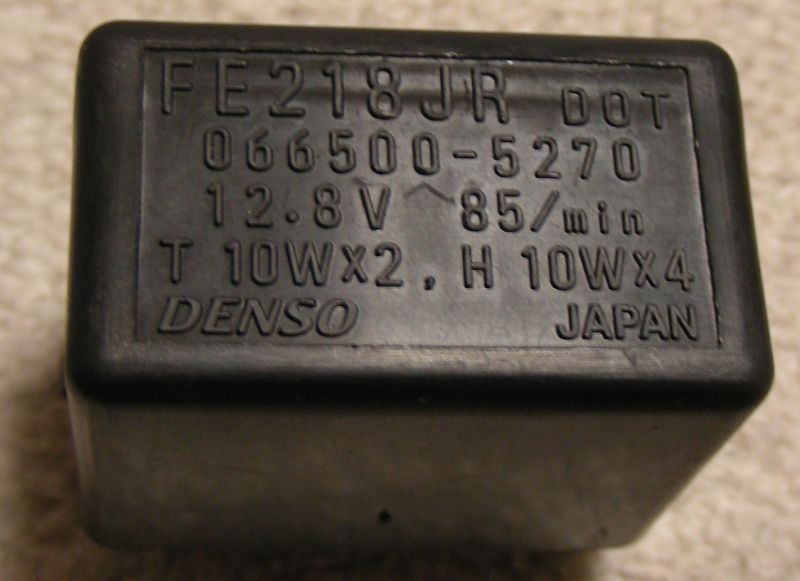 FE218JR DOT
066500-5270
12.8V 85/min
T 10WX2, H 10WX4
DENSO JAPAN